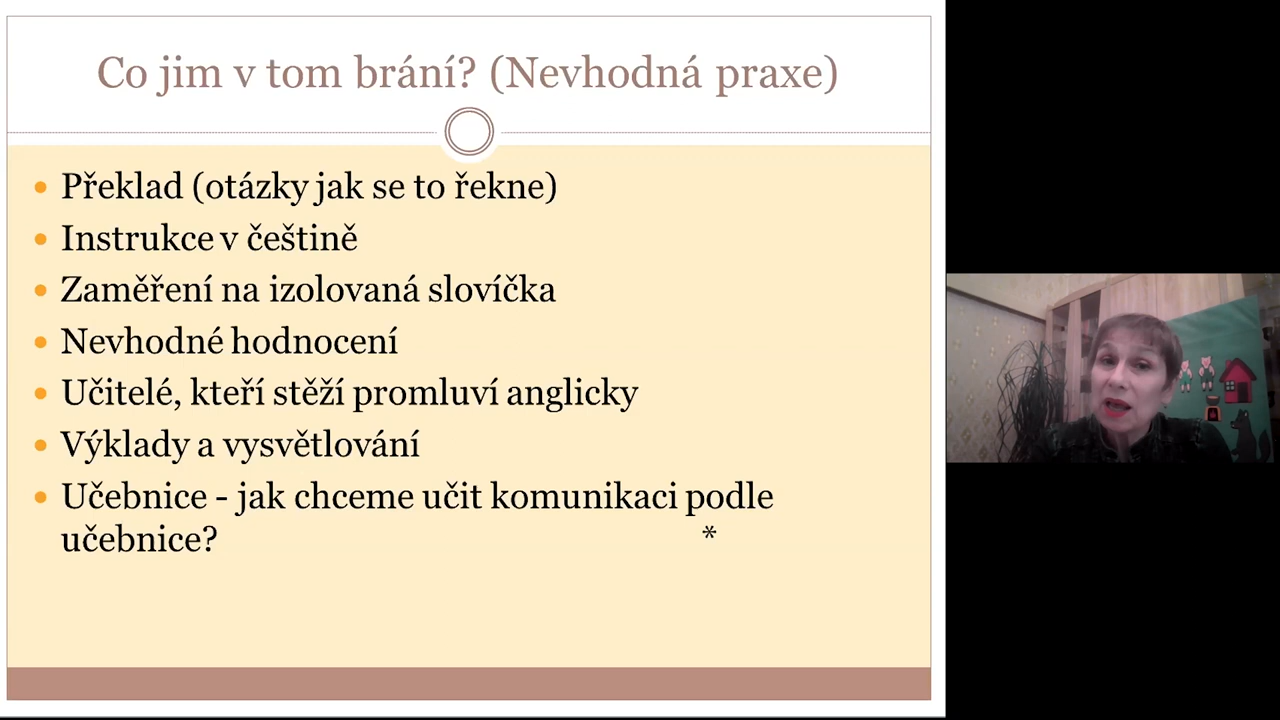 Co jim v tom brání? (Nevhodná praxe)
Překlad (otázky jak se to řekne)
Instrukce v češtině
Zaměření na izolovaná slovíčka
Nevhodné hodnocení
Učitelé, kteří stěží promluví anglicky
Výklady a vysvětlování
Učebnice - jak chceme učit komunikaci podle
učebnice? *